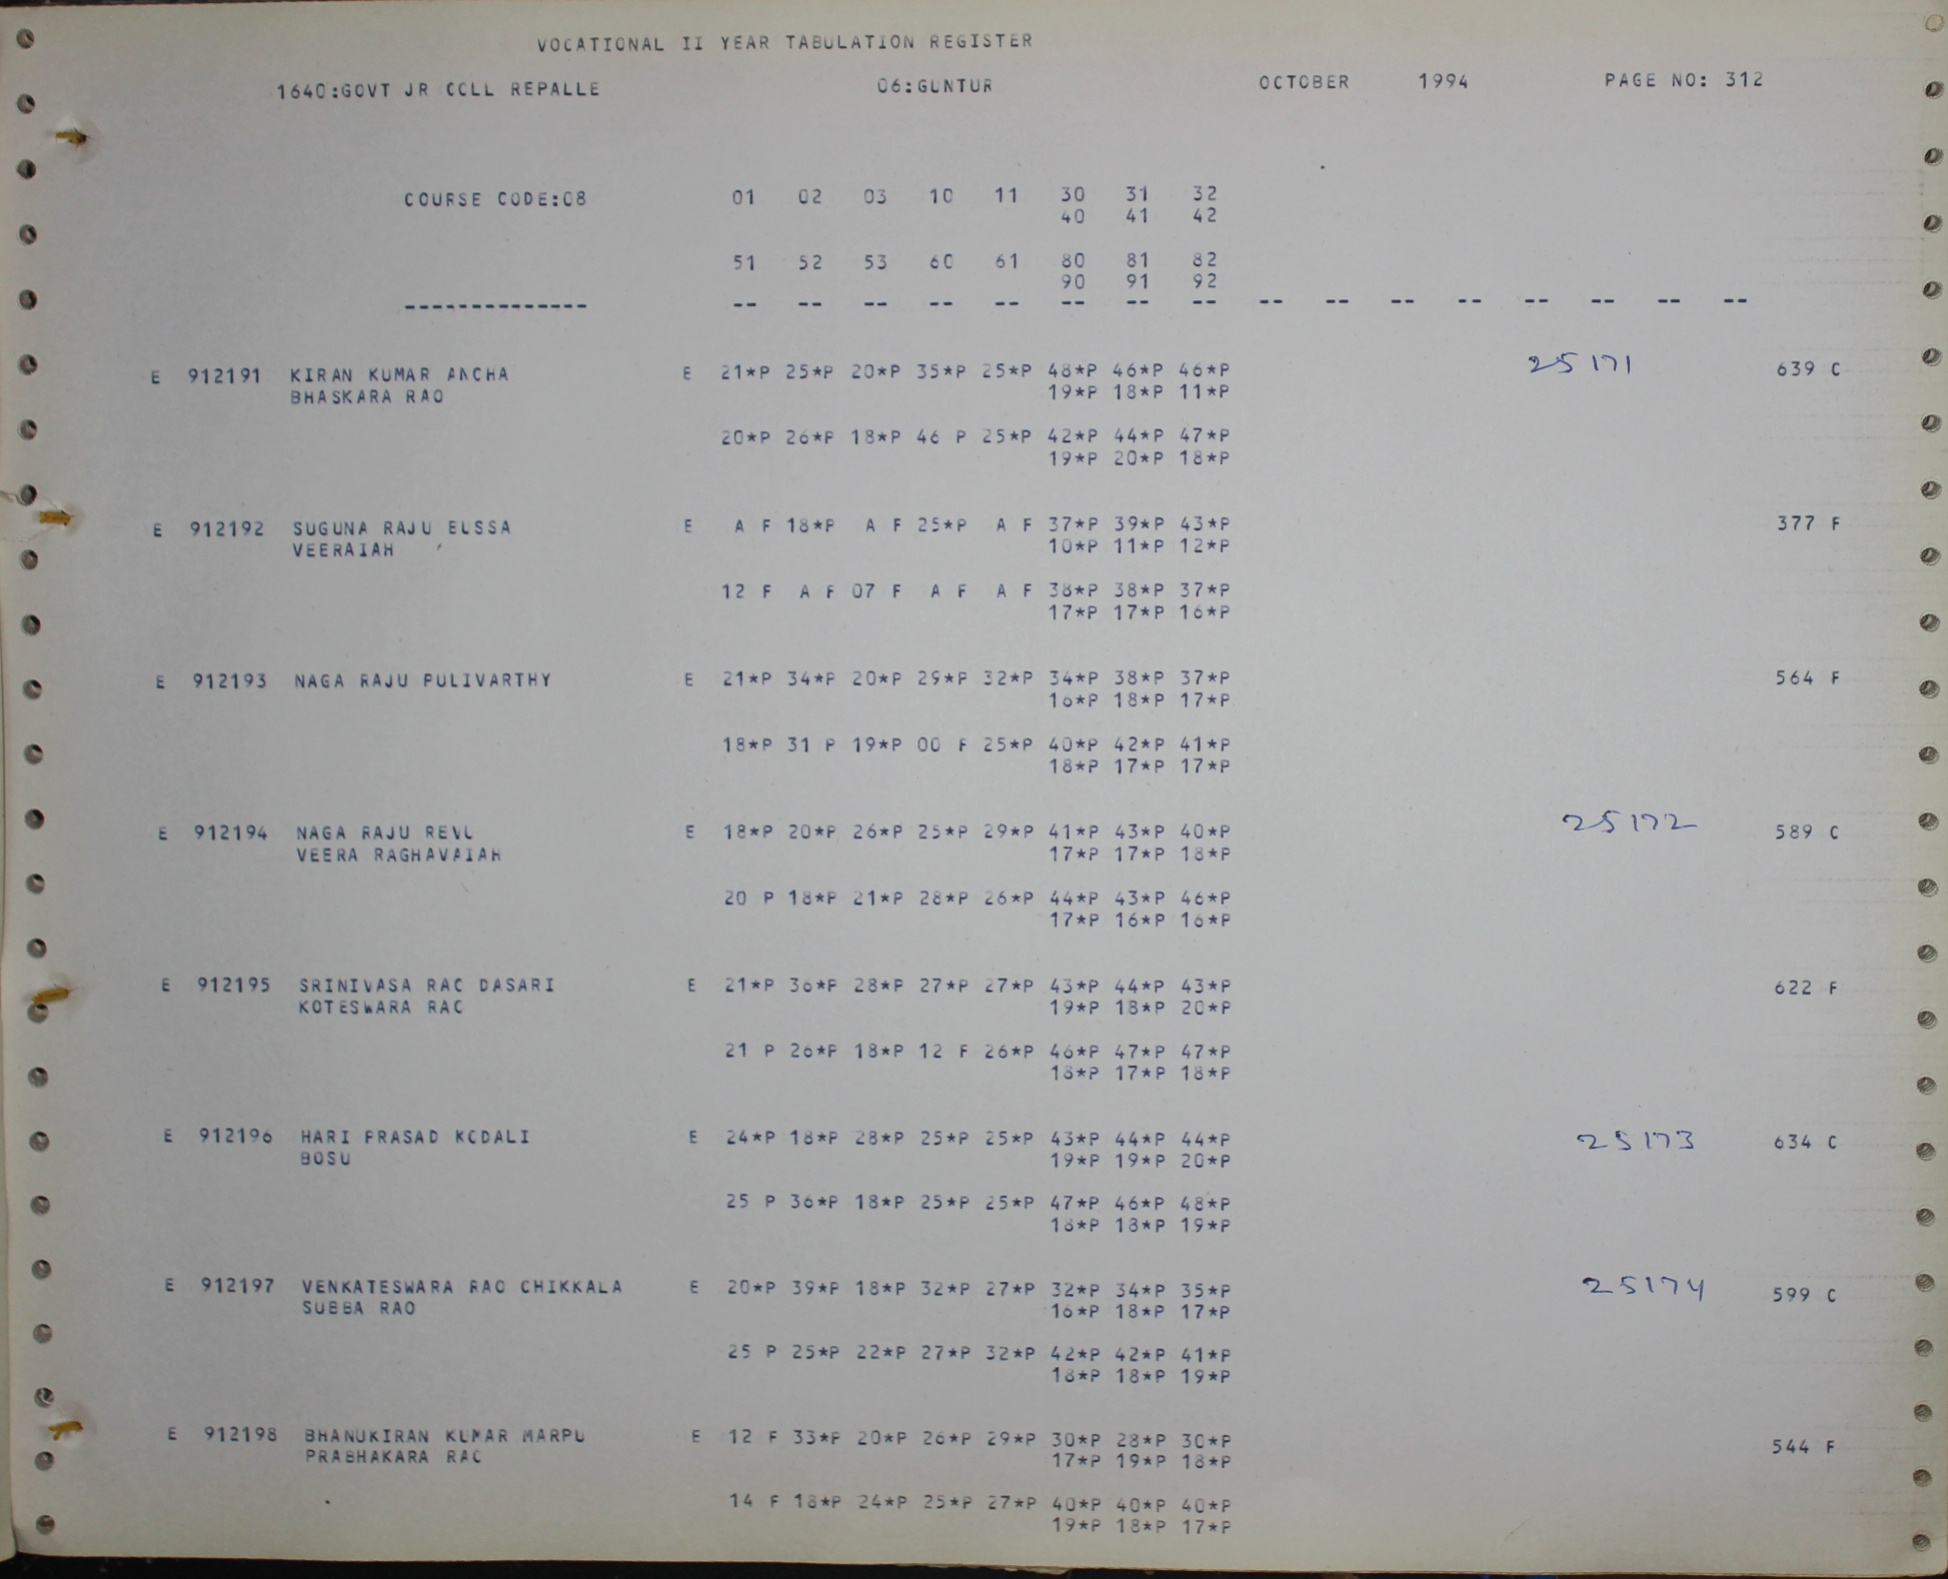 VOCATIONAL II YEAR TABULATION REGISTER
1640:GOVT JR COLL REPALLE 06:GUNTUR OCTOBER 1994 PAGE NO: 312
COURSE CODE:08 01 02 03 10 11 30 31 32
40 41 42
51 52 53 60 61 80 81 82
90 91 92
-------------- -- -- -- -- -- -- -- -- -- -- -- -- -- -- -- --
E 912191 KIRAN KUMAR ANCHA E 21*P 25*P 20*P 35*P 25*P 48*P 46*P 46*P 25171 639 C
BHASKARA RAO 19*P 18*P 11*P
20*P 26*P 18*P 46 P 25*P 42*P 44*P 47*P
19*P 20*P 18*P
E 912192 SUGUNA RAJU EUSSA E A F 18*P A F 25*P A F 37*P 39*P 43*P 377 F
VEERAIAH 10*P 11*P 12*P
12 F A F 07 F A F A F 38*P 38*P 37*P
17*P 17*P 16*P
E 912193 NAGA RAJU PULIVARTHY E 21*P 34*P 20*P 29*P 32*P 34*P 38*P 37*P 564 F
16*P 18*P 17*P
18*P 31 P 19*P 00 F 25*P 40*P 42*P 41*P
18*P 17*P 17*P
E 912194 NAGA RAJU REVU E 18*P 20*P 26*P 25*P 29*P 41*P 43*P 40*P 25172 589 C
VEERA RAGHAVAIAH 17*P 17*P 18*P
20 P 18*P 21*P 28*P 26*P 44*P 43*P 46*P
17*P 16*P 16*P
E 912195 SRINIVASA RAO DASARI E 21*P 36*P 28*P 27*P 27*P 43*P 44*P 43*P 622 F
KOTESWARA RAO 19*P 18*P 20*P
21 P 26*P 18*P 12 F 26*P 46*P 47*P 47*P
18*P 17*P 18*P
E 912196 HARI PRASAD KODALI E 24*P 18*P 28*P 25*P 25*P 43*P 44*P 44*P 25173 634 C
BOSU 19*P 19*P 20*P
25 P 36*P 18*P 25*P 25*P 47*P 46*P 48*P
18*P 18*P 19*P
E 912197 VENKATESWARA RAO CHIKKALA E 20*P 39*P 18*P 32*P 27*P 32*P 34*P 35*P 25174 599 C
SUBBA RAO 16*P 18*P 17*P
25 P 25*P 22*P 27*P 32*P 42*P 42*P 41*P
18*P 18*P 19*P
E 912198 BHANUKIRAN KUMAR MARPU E 12 F 33*P 20*P 26*P 29*P 30*P 28*P 30*P 544 F
PRABHAKARA RAO 17*P 19*P 18*P
14 F 18*P 24*P 25*P 27*P 40*P 40*P 40*P
19*P 18*P 17*P